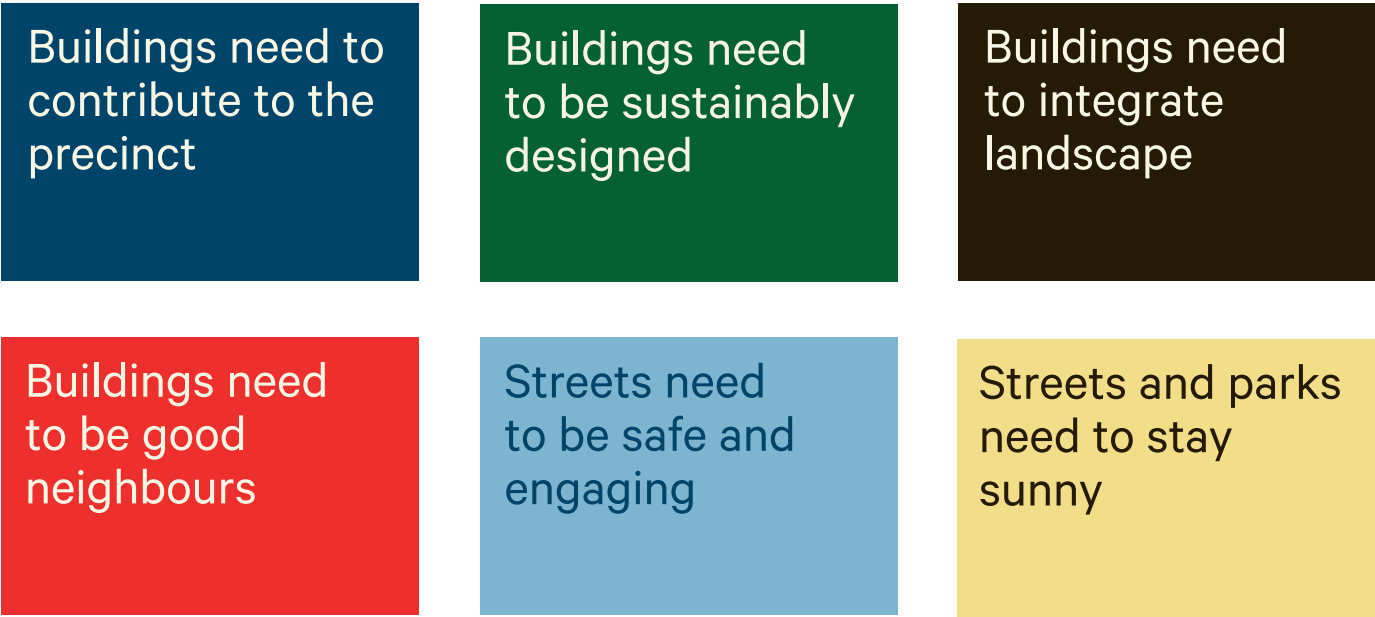 Buildings need to
contribute to the
precinct
Buildings need
to be sustainably
designed
Buildings need
to integrate
landscape
Buildings need
to be good
neighbours
Streets need
to be safe and
engaging
Streets and parks
need to stay
sunny